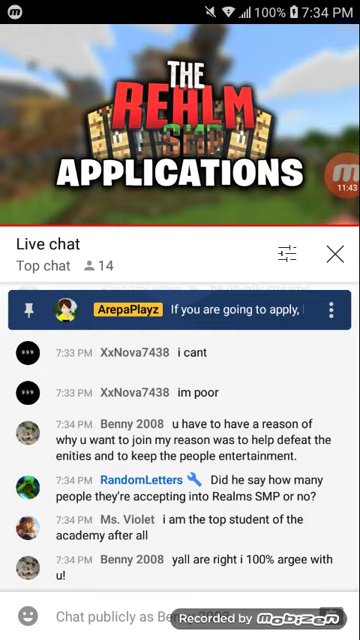 100% 7:34 PM
THE
REALM
SMP
APPLICATIONS
11:43
Live chat
Top chat 14
ArepaPlayz If you are going to apply,
7:33 PM XxNova7438 i cant
7:33 PM XxNova7438 im poor
7:34 PM Benny 2008 u have to have a reason of
why u want to join my reason was to help defeat the
enities and to keep the people entertainment.
7:34 PM RandomLetters Did he say how many
people they're accepting into Realms SMP or no?
7:34 PM Ms. Violet i am the top student of the
academy after all
7:34 PM Benny 2008 yall are right i 100% argee with
u!
Chat publicly as Benny 2008
Recorded by Mobizen